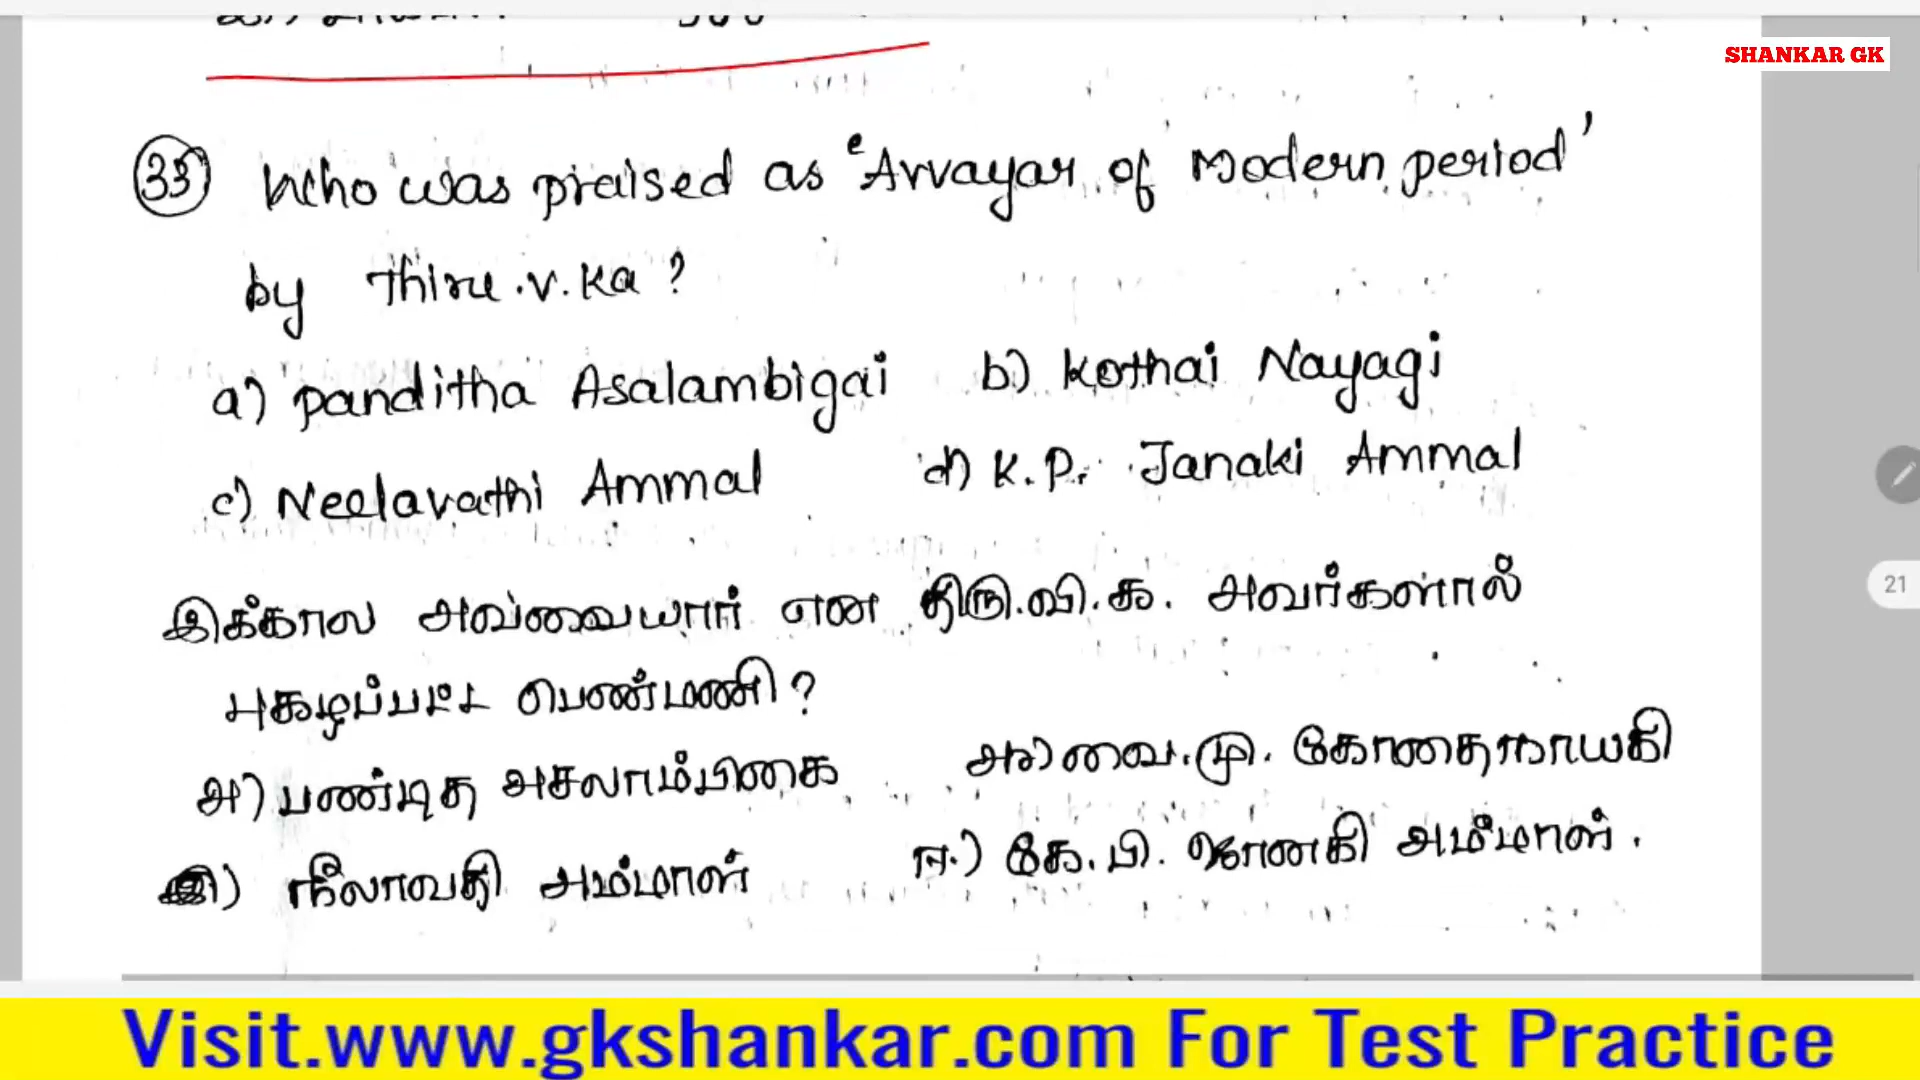 SHANKAR GK
33 Who was praised as 'Avvayar of Modern period'
by Thiru.V.Ka?
a) Panditha Asalambigai b) Kothai Nayagi
c) Neelavathi Ammal d) K.P. Janaki Ammal
இக்கால அவ்வையார் என திரு.வி.க. அவர்களால்
புகழப்பட்ட பெண்மணி?
அ) பண்டித அசலாம்பிகை ஆ) வை.மு. கோதைநாயகி
இ) நீலாவதி அம்மாள் ஈ.) கே.பி. ஜானகி அம்மாள்.
21
Visit.www.gkshankar.com For Test Practice